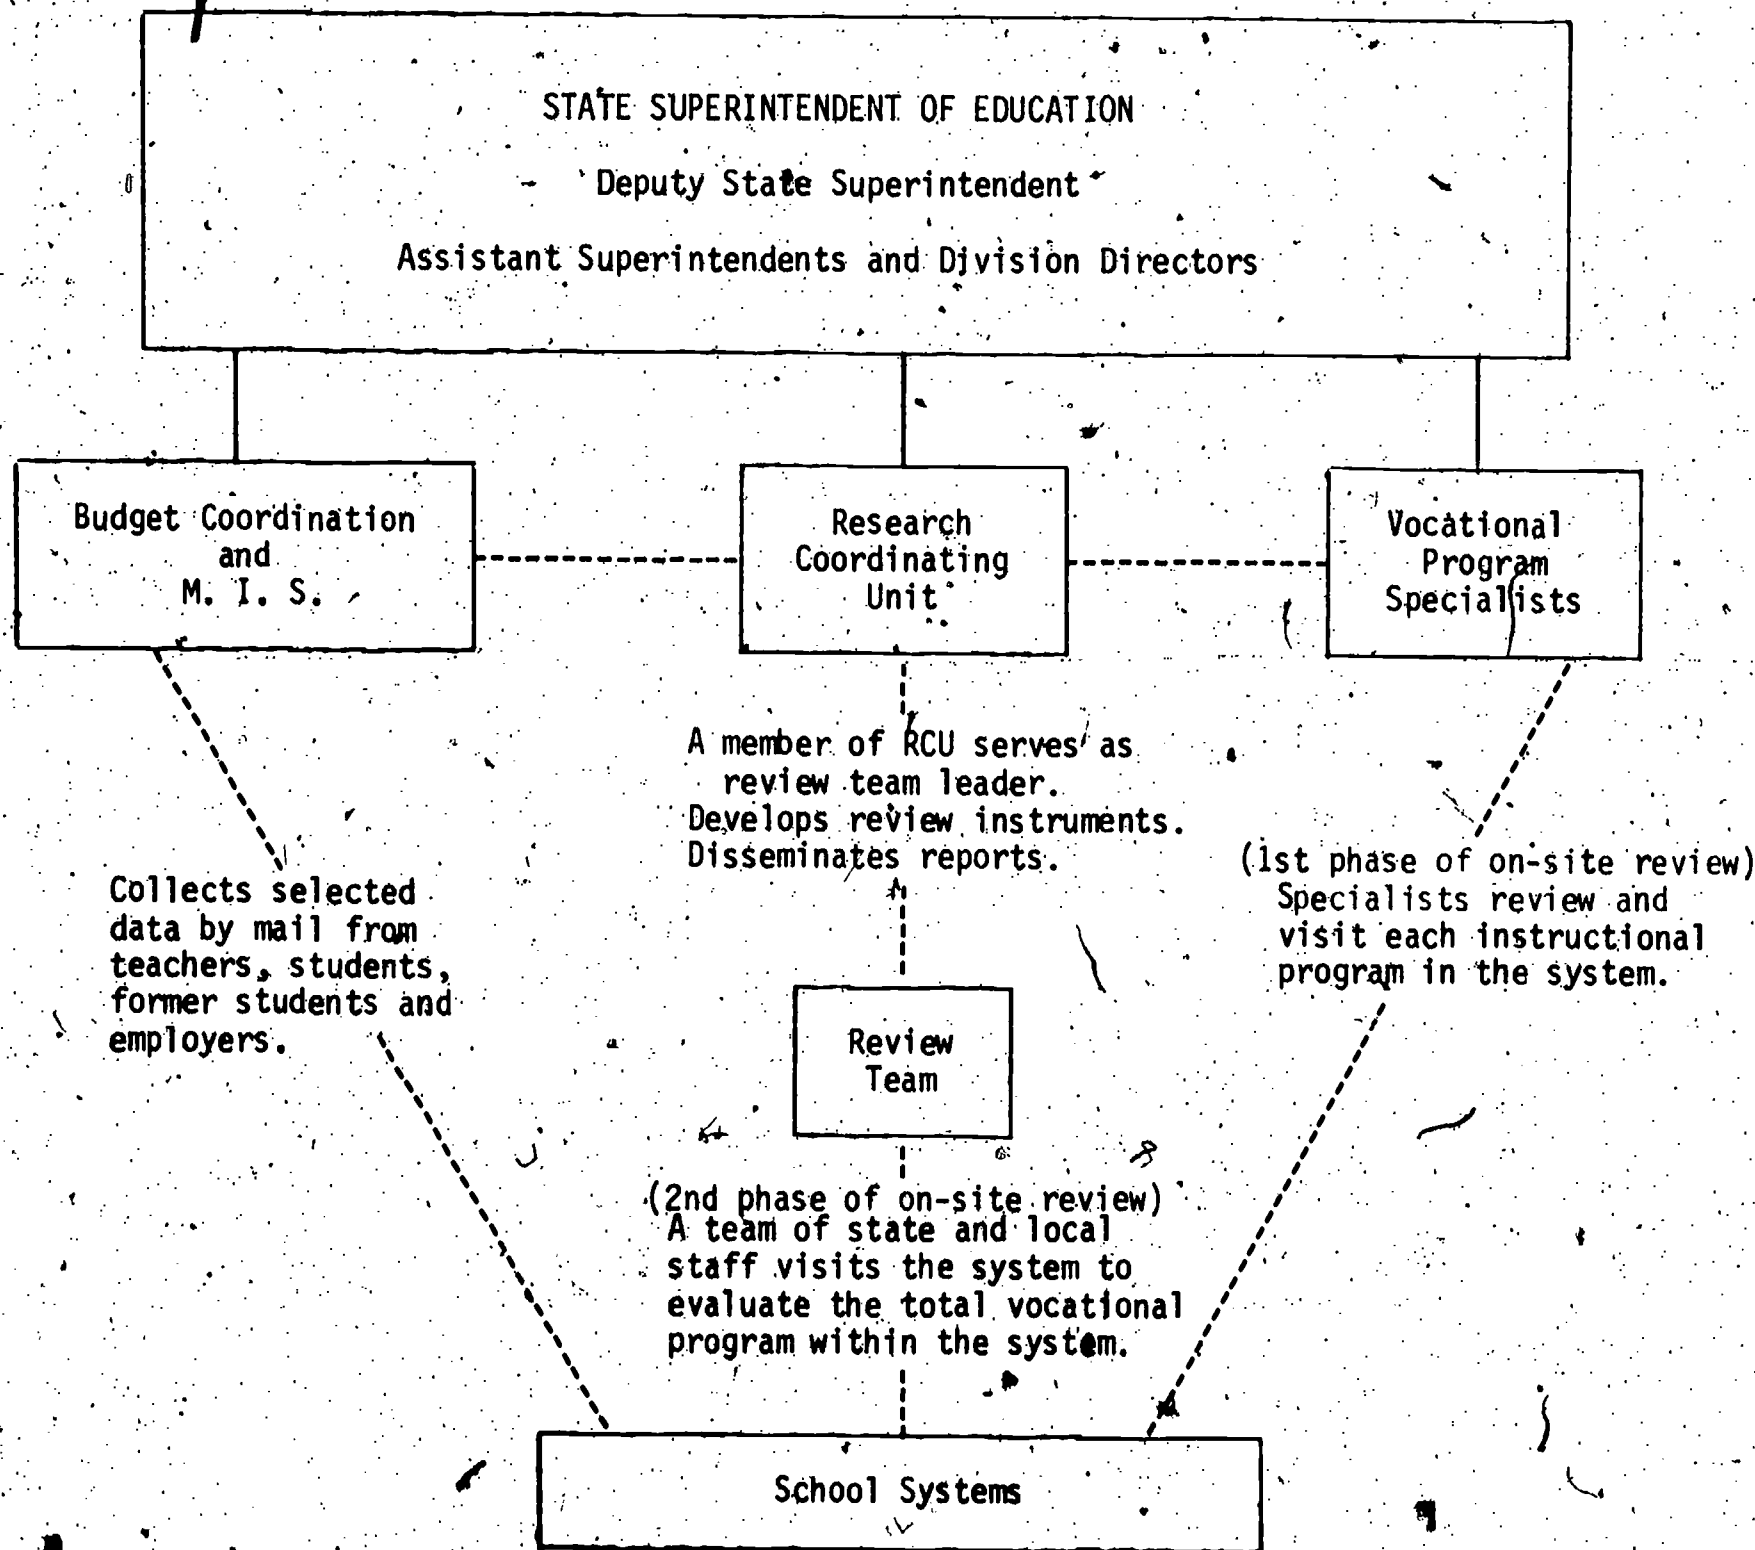 STATE SUPERINTENDENT OF EDUCATION
Deputy State Superintendent
Assistant Superintendents and Division Directors
Budget Coordination
and
M. I. S.
Research
Coordinating
Unit
Vocational
Program
Specialists
A member of RCU serves as
review team leader.
Develops review instruments.
Disseminates reports.
(1st phase of on-site review)
Specialists review and
visit each instructional
program in the system.
Collects selected
data by mail from
teachers, students,
former students and
employers.
Review
Team
(2nd phase of on-site review)
A team of state and local
staff visits the system to
evaluate the total vocational
program within the system.
School Systems